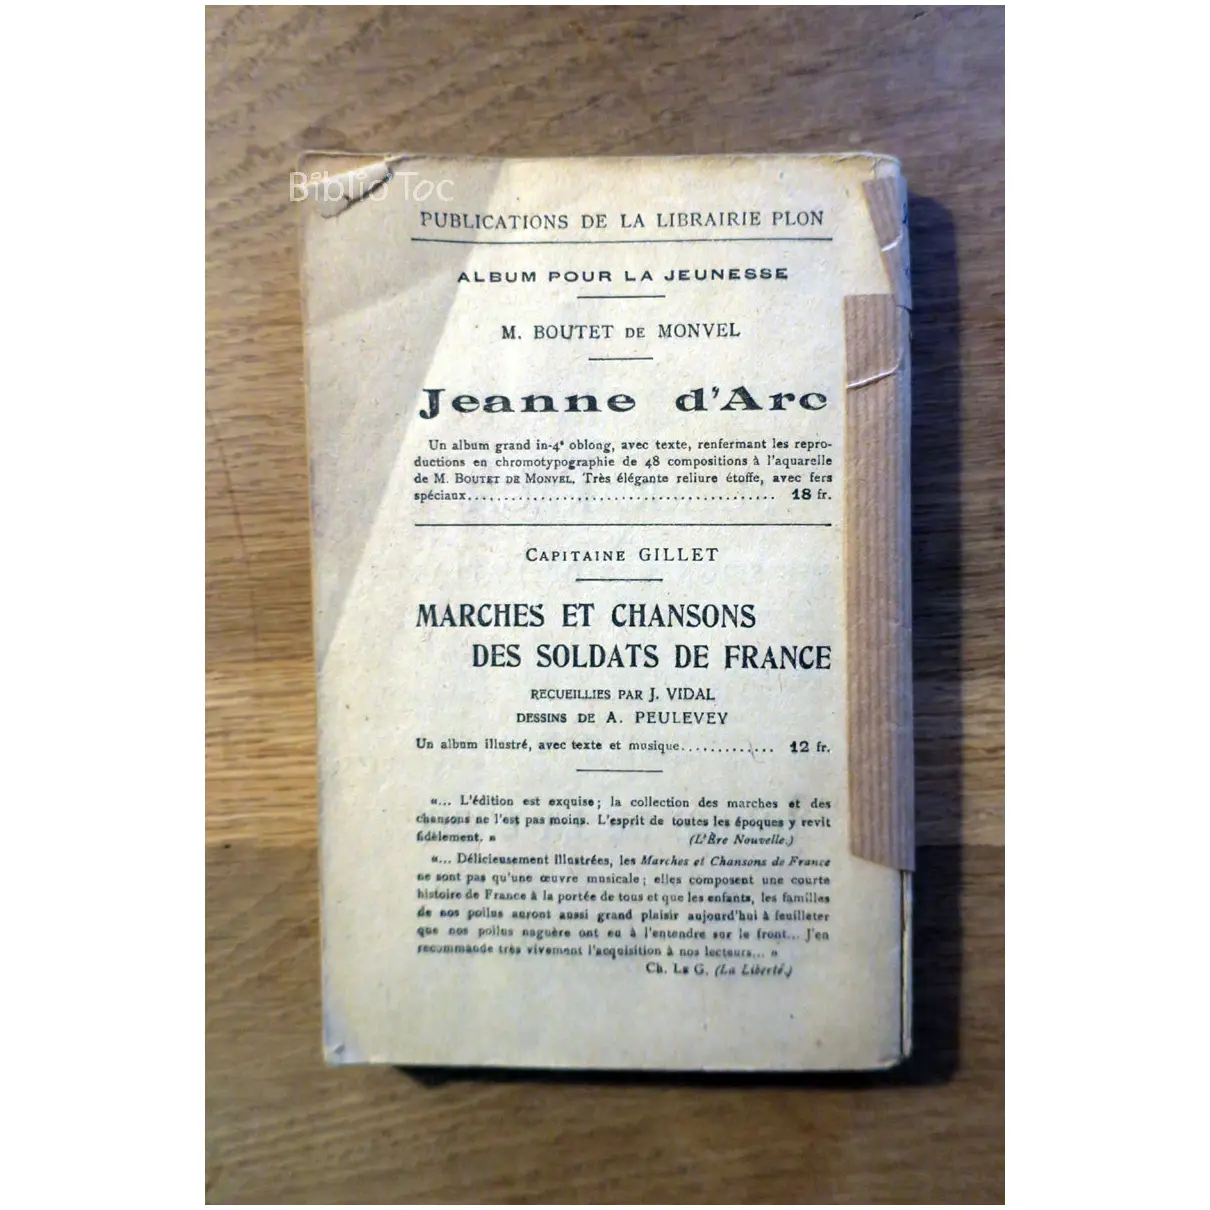 Biblio Toc
PUBLICATIONS DE LA LIBRAIRIE PLON
ALBUM POUR LA JEUNESSE
M. BOUTET DE MONVEL
Jeanne d'Arc
Un album grand in-4° oblong, avec texte, renfermant les repro-
ductions en chromotypographie de 48 compositions à l'aquarelle
de M. BOUTET DE MONVEL. Très élégante reliure étoffe, avec fers
spéciaux........................................ 18 fr.
CAPITAINE GILLET
MARCHES ET CHANSONS
DES SOLDATS DE FRANCE
RECUEILLIES PAR J. VIDAL
DESSINS DE A. PEULEVEY
Un album illustré, avec texte et musique............. 12 fr.
«... L'édition est exquise; la collection des marches et des
chansons ne l'est pas moins. L'esprit de toutes les époques y revit
fidèlement. » (L'Ère Nouvelle.)
«... Délicieusement illustrées, les Marches et Chansons de France
ne sont pas qu'une œuvre musicale; elles composent une courte
histoire de France à la portée de tous et que les enfants, les familles
de nos poilus auront aussi grand plaisir aujourd'hui à feuilleter
que nos poilus naguère ont eu à l'entendre sur le front... J'en
recommande très vivement l'acquisition à nos lecteurs... »
Ch. Le G. (La Liberté.)